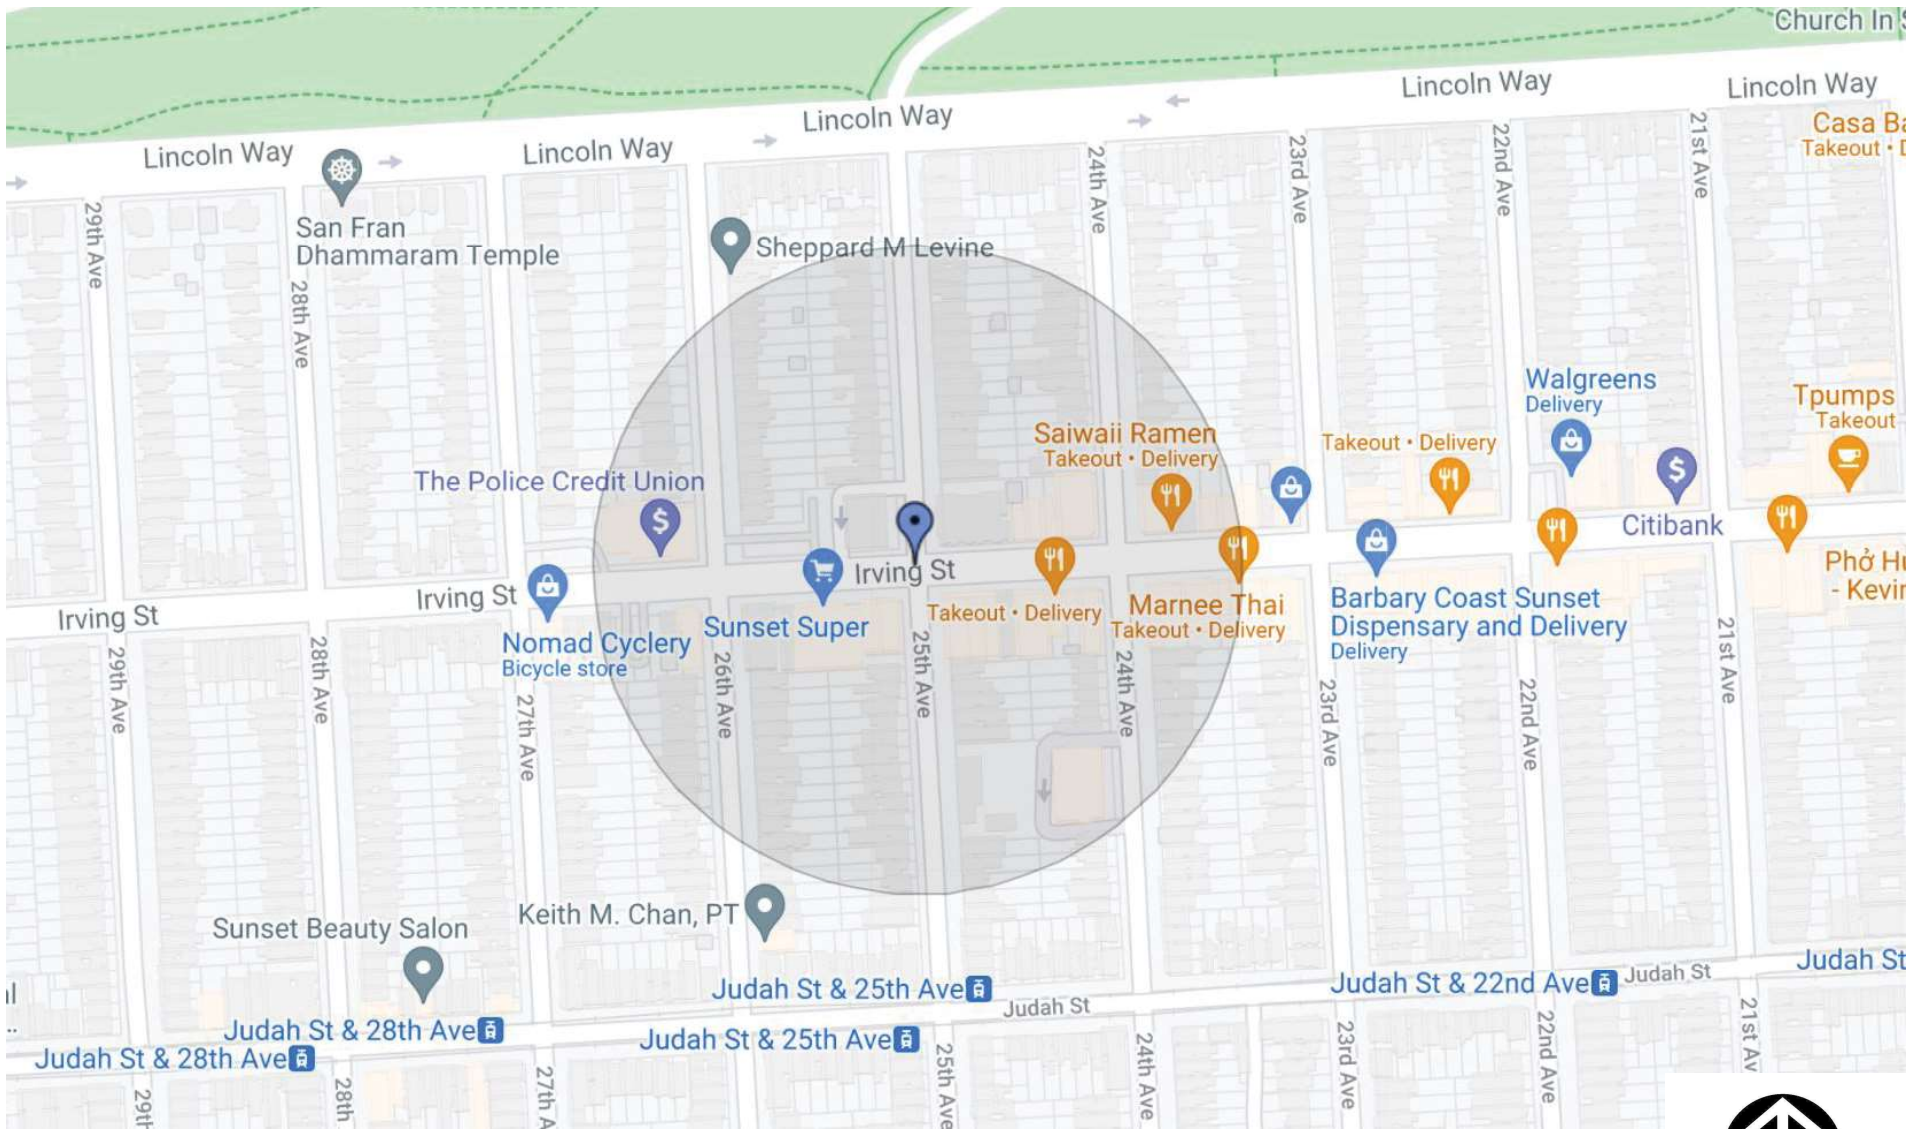 Church In S
Lincoln Way
Lincoln Way
Lincoln Way
Lincoln Way
Lincoln Way
Casa Ba
Takeout • D
29th Ave
28th Ave
24th Ave
23rd Ave
22nd Ave
21st Ave
San Fran
Dhammaram Temple
Sheppard M Levine
Walgreens
Delivery
Tpumps
Takeout
Saiwaii Ramen
Takeout • Delivery
Takeout • Delivery
The Police Credit Union
Citibank
Irving St
Irving St
Irving St
Phở Hu
- Kevin
Nomad Cyclery
Bicycle store
Sunset Super
Takeout • Delivery
Marnee Thai
Takeout • Delivery
Barbary Coast Sunset
Dispensary and Delivery
Delivery
29th Ave
28th Ave
27th Ave
26th Ave
25th Ave
24th Ave
23rd Ave
22nd Ave
21st Ave
Sunset Beauty Salon
Keith M. Chan, PT
Judah St & 25th Ave
Judah St
Judah St & 22nd Ave
Judah St
Judah St
Judah St & 28th Ave
Judah St & 25th Ave
Judah St & 28th Ave
29th
28th
27th A
25th Ave
24th Ave
23rd Ave
22nd Ave
21st Av